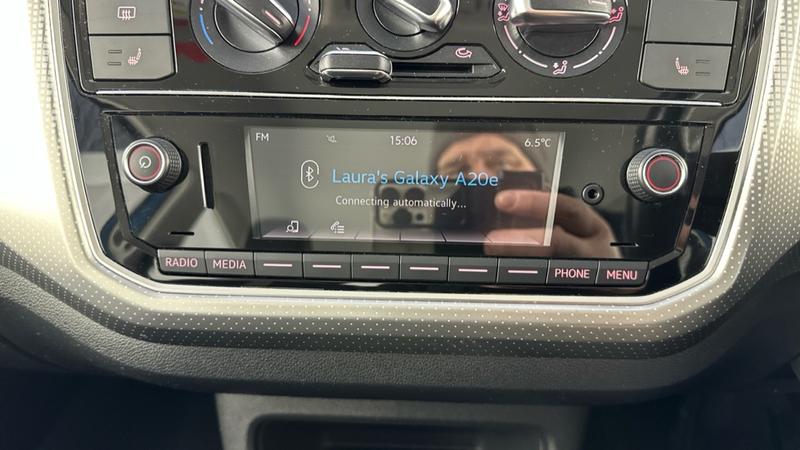 FM 15:06 6.5°C
Laura's Galaxy A20e
Connecting automatically...
RADIO MEDIA PHONE MENU